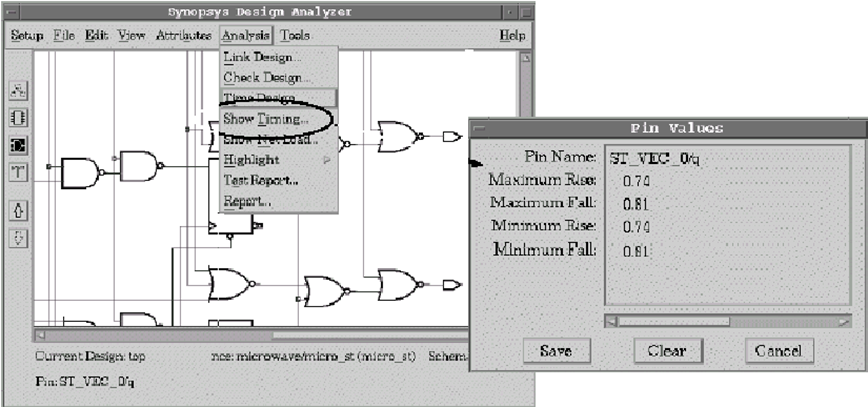 Synopsys Design Analyzer
Setup File Edit View Attributes Analysis Tools Help
Link Design...
Check Design...
Time Design...
Show Timing...
Show Net Load...
Highlight
Test Report...
Report...
Current Design: top nce: microwave/micro_st (micro_st) Schem
Pin: ST_VEC_0/q
Pin Values
Pin Name: ST_VEC_0/q
Maximum Rise: 0.74
Maximum Fall: 0.81
Minimum Rise: 0.74
Minimum Fall: 0.81
Save Clear Cancel